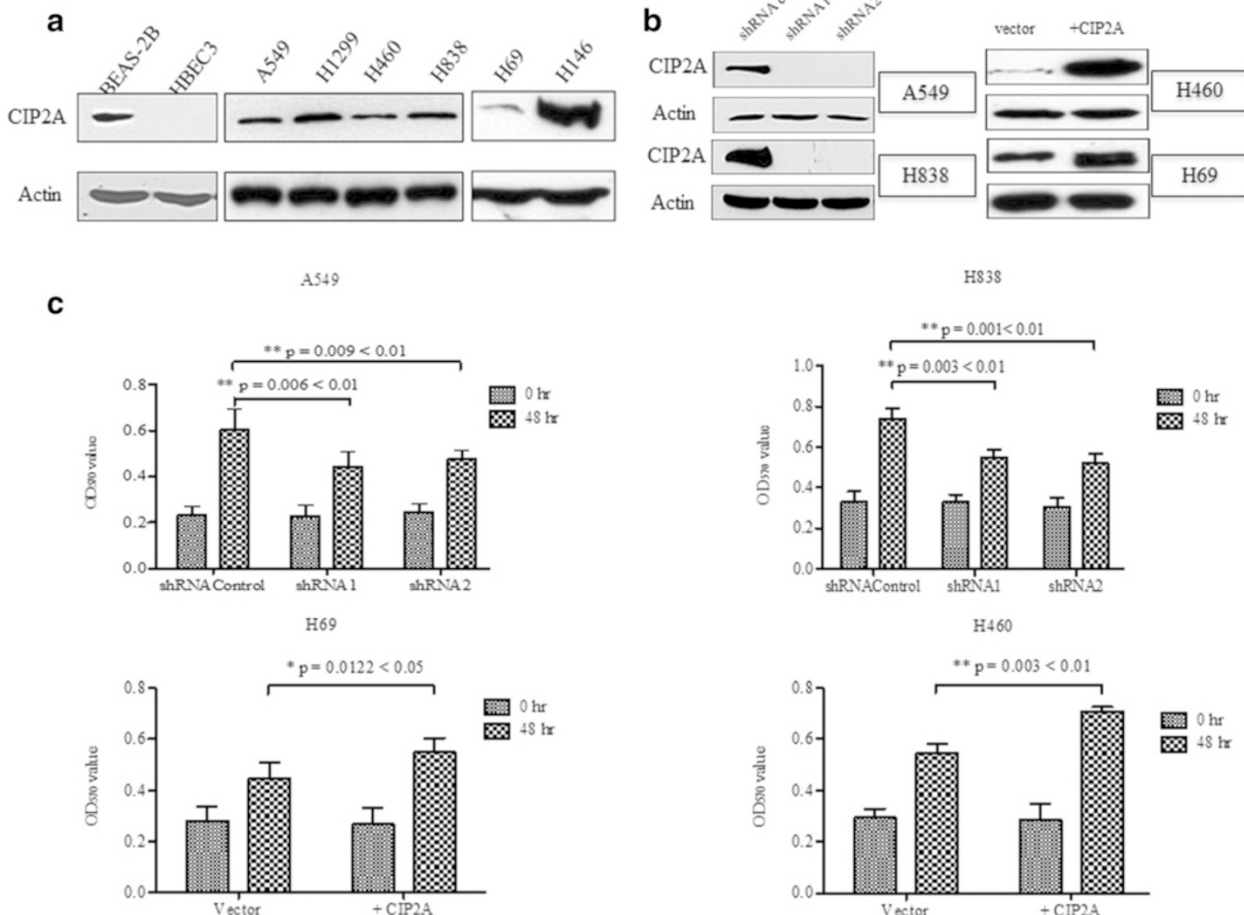 a
BEAS-2B HBEC3 A549 H1299 H460 H838 H69 H146
CIP2A
Actin
b
shRNA1 shRNA2
vector +CIP2A
CIP2A
Actin
A549
H460
CIP2A
Actin
H838
H69
c
A549
** p = 0.009 < 0.01
** p = 0.006 < 0.01
0 hr
48 hr
OD570 value
0.8
0.6
0.4
0.2
0.0
shRNAControl shRNA1 shRNA2
H838
** p = 0.001< 0.01
** p = 0.003 < 0.01
0 hr
48 hr
OD570 value
1.0
0.8
0.6
0.4
0.2
0.0
shRNAControl shRNA1 shRNA2
H69
* p = 0.0122 < 0.05
0 hr
48 hr
OD570 value
0.8
0.6
0.4
0.2
0.0
Vector + CIP2A
H460
** p = 0.003 < 0.01
0 hr
48 hr
OD570 value
0.8
0.6
0.4
0.2
0.0
Vector + CIP2A